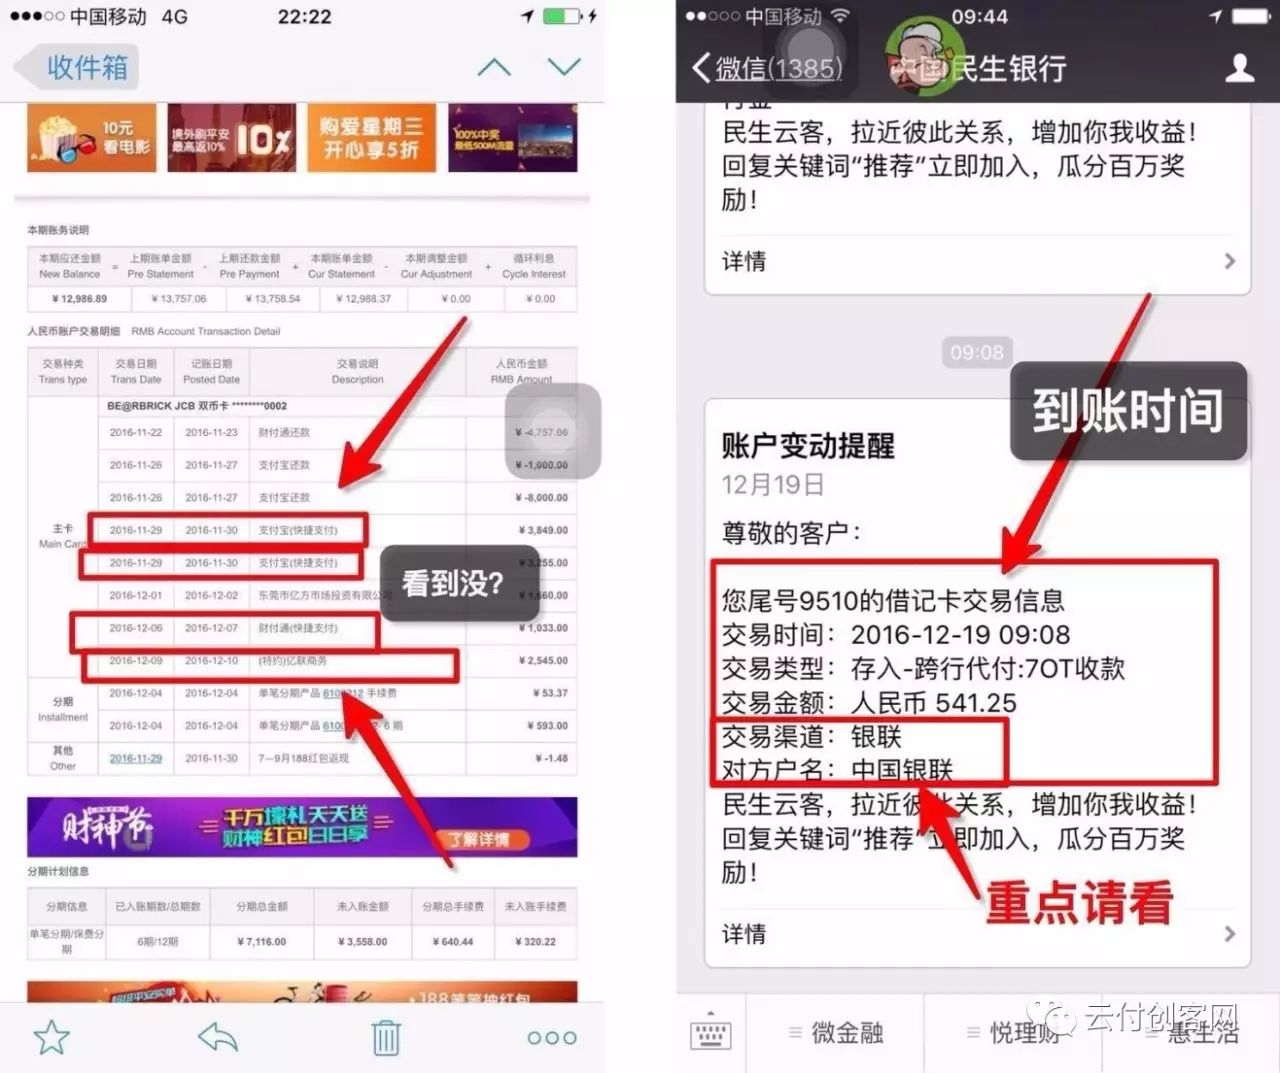 中国移动 4G 22:22
收件箱
10元
看电影
境外刷平安
最高返10%
10%
购爱星期三
开心享5折
100%中奖
最低500M流量
本期账务说明
本期应还金额 上期账单金额 上期还款金额 本期账单金额 本期调整金额 循环利息
New Balance = Pre Statement - Pre Payment + Cur Statement - Cur Adjustment + Cycle Interest
¥ 12,986.89 ¥ 13,757.06 ¥ 13,758.54 ¥ 12,988.37 ¥ 0.00 ¥ 0.00
人民币账户交易明细 RMB Account Transaction Detail
交易种类 交易日期 记账日期 交易说明 人民币金额
Trans type Trans Date Posted Date Description RMB Amount
BE@RBRICK JCB 双币卡 ********0002
2016-11-22 2016-11-23 财付通还款 ¥ -4,757.06
2016-11-26 2016-11-27 支付宝还款 ¥ -1,000.00
2016-11-26 2016-11-27 支付宝还款 ¥ -8,000.00
主卡
Main Card
2016-11-29 2016-11-30 支付宝(快捷支付) ¥ 3,849.00
2016-11-29 2016-11-30 支付宝(快捷支付) 3,255.00
2016-12-01 2016-12-02 东莞市亿方市场投资有限公 ,660.00
2016-12-06 2016-12-07 财付通(快捷支付) ¥ 1,033.00
2016-12-09 2016-12-10 (特约)亿联商务 ¥ 2,545.00
看到没?
分期
Installment
2016-12-04 2016-12-04 单笔分期产品 手续费 ¥ 53.37
2016-12-04 2016-12-04 单笔分期产品 6期 ¥ 593.00
其他
Other
2016-11-29 2016-11-30 7—9月188红包返现 ¥ -1.48
财神节
千万壕礼天天送
财神红包日日享
了解详情
分期计划信息
分期信息 已入账期数/总期数 分期总金额 未入账金额 分期总手续费 未入账手续费
单笔分期/保费分期 6期/12期 ¥ 7,116.00 ¥ 3,558.00 ¥ 640.44 ¥ 320.22
188笔笔抽红包
中国移动 09:44
微信(1385) 中国民生银行
民生云客，拉近彼此关系，增加你我收益！
回复关键词“推荐”立即加入，瓜分百万奖
励！
详情
09:08
到账时间
账户变动提醒
12月19日
尊敬的客户：
您尾号9510的借记卡交易信息
交易时间：2016-12-19 09:08
交易类型：存入-跨行代付:7OT收款
交易金额：人民币 541.25
交易渠道：银联
对方户名：中国银联
民生云客，拉近彼此关系，增加你我收益！
回复关键词“推荐”立即加入，瓜分百万奖
励！
重点请看
详情
微金融 悦理财 惠生活
云付创客网